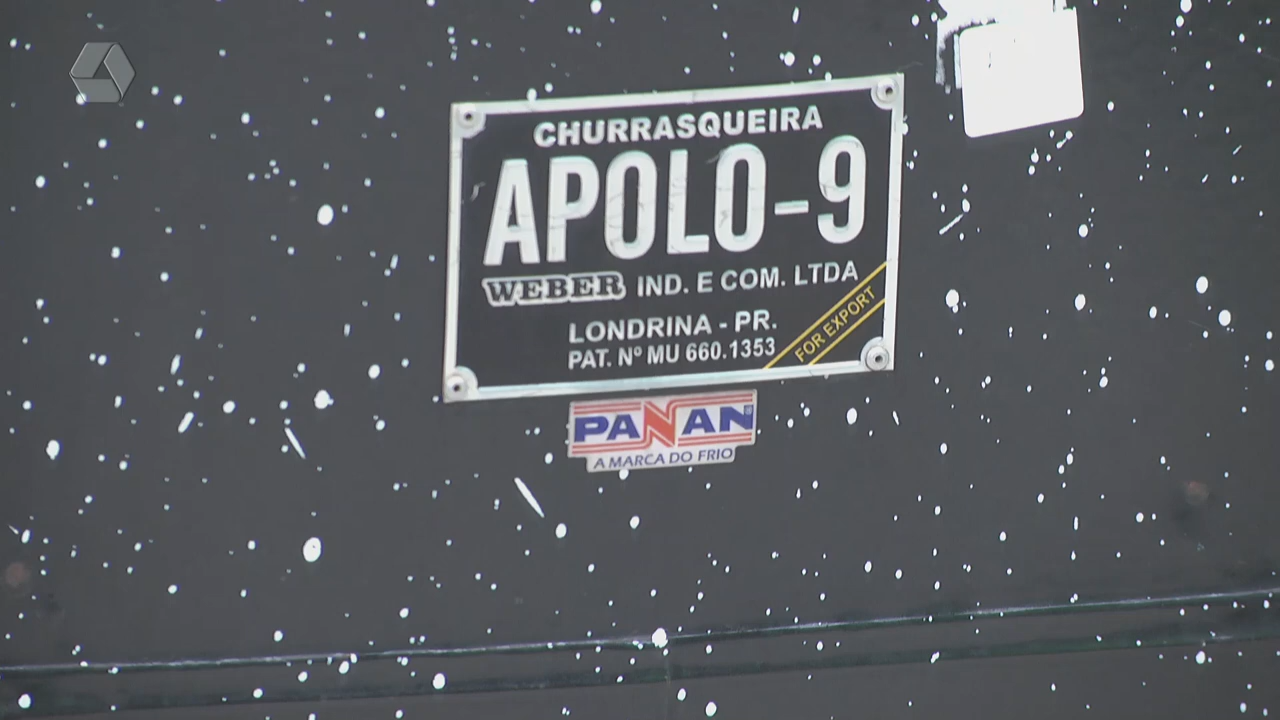 CHURRASQUEIRA
APOLO-9
WEBER IND. E COM. LTDA
LONDRINA - PR.
PAT. Nº MU 660.1353
FOR EXPORT
PANAN®
A MARCA DO FRIO